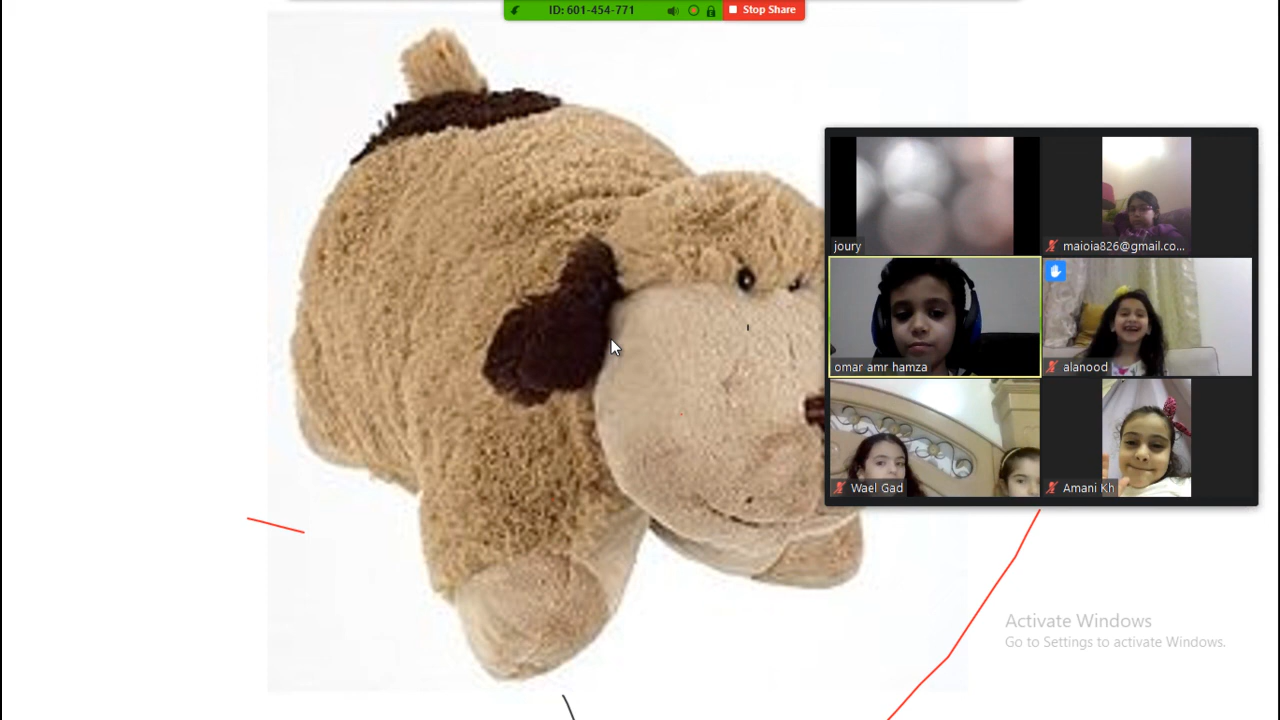 ID: 601-454-771
Stop Share
joury
maioia826@gmail.co...
omar amr hamza
alanood
Wael Gad
Amani Kh
Activate Windows
Go to Settings to activate Windows.